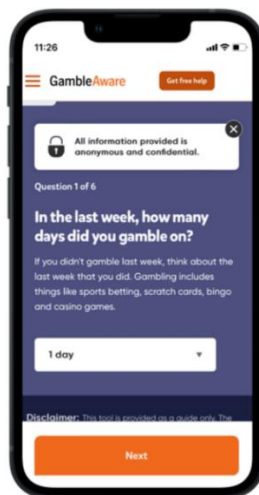 11:26
GambleAware
Get free help
All information provided is
anonymous and confidential.
Question 1 of 6
In the last week, how many
days did you gamble on?
If you didn't gamble last week, think about the
last week that you did. Gambling includes
things like sports betting, scratch cards, bingo
and casino games.
1 day
Disclaimer: This tool is provided as a guide only. The
Next